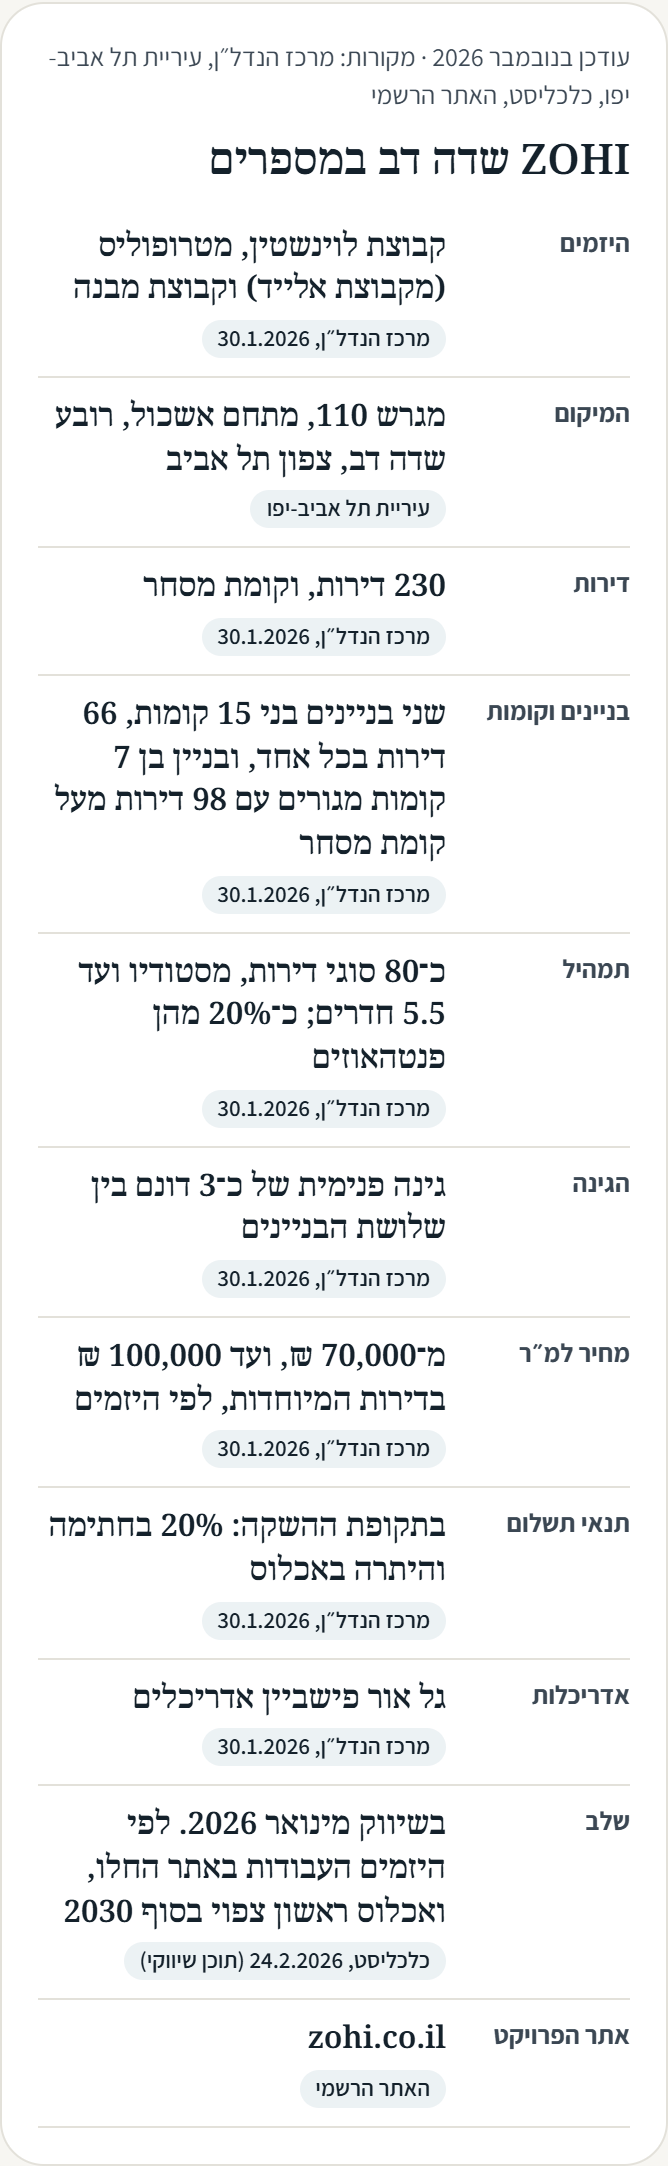 עודכן בנובמבר 2026 · מקורות: מרכז הנדל״ן, עיריית תל אביב-
יפו, כלכליסט, האתר הרשמי
ZOHI שדה דב במספרים
היזמים
קבוצת לוינשטין, מטרופוליס
(מקבוצת אלייד) וקבוצת מבנה
מרכז הנדל״ן, 30.1.2026
המיקום
מגרש 110, מתחם אשכול, רובע
שדה דב, צפון תל אביב
עיריית תל אביב-יפו
דירות
230 דירות, וקומת מסחר
מרכז הנדל״ן, 30.1.2026
בניינים וקומות
שני בניינים בני 15 קומות, 66
דירות בכל אחד, ובניין בן 7
קומות מגורים עם 98 דירות מעל
קומת מסחר
מרכז הנדל״ן, 30.1.2026
תמהיל
כ־80 סוגי דירות, מסטודיו ועד
5.5 חדרים; כ־20% מהן
פנטהאוזים
מרכז הנדל״ן, 30.1.2026
הגינה
גינה פנימית של כ־3 דונם בין
שלושת הבניינים
מרכז הנדל״ן, 30.1.2026
מחיר למ״ר
מ־70,000 ₪, ועד 100,000 ₪
בדירות המיוחדות, לפי היזמים
מרכז הנדל״ן, 30.1.2026
תנאי תשלום
בתקופת ההשקה: 20% בחתימה
והיתרה באכלוס
מרכז הנדל״ן, 30.1.2026
אדריכלות
גל אור פישביין אדריכלים
מרכז הנדל״ן, 30.1.2026
שלב
בשיווק מינואר 2026. לפי
היזמים העבודות באתר החלו,
ואכלוס ראשון צפוי בסוף 2030
כלכליסט, 24.2.2026 (תוכן שיווקי)
אתר הפרויקט
zohi.co.il
האתר הרשמי